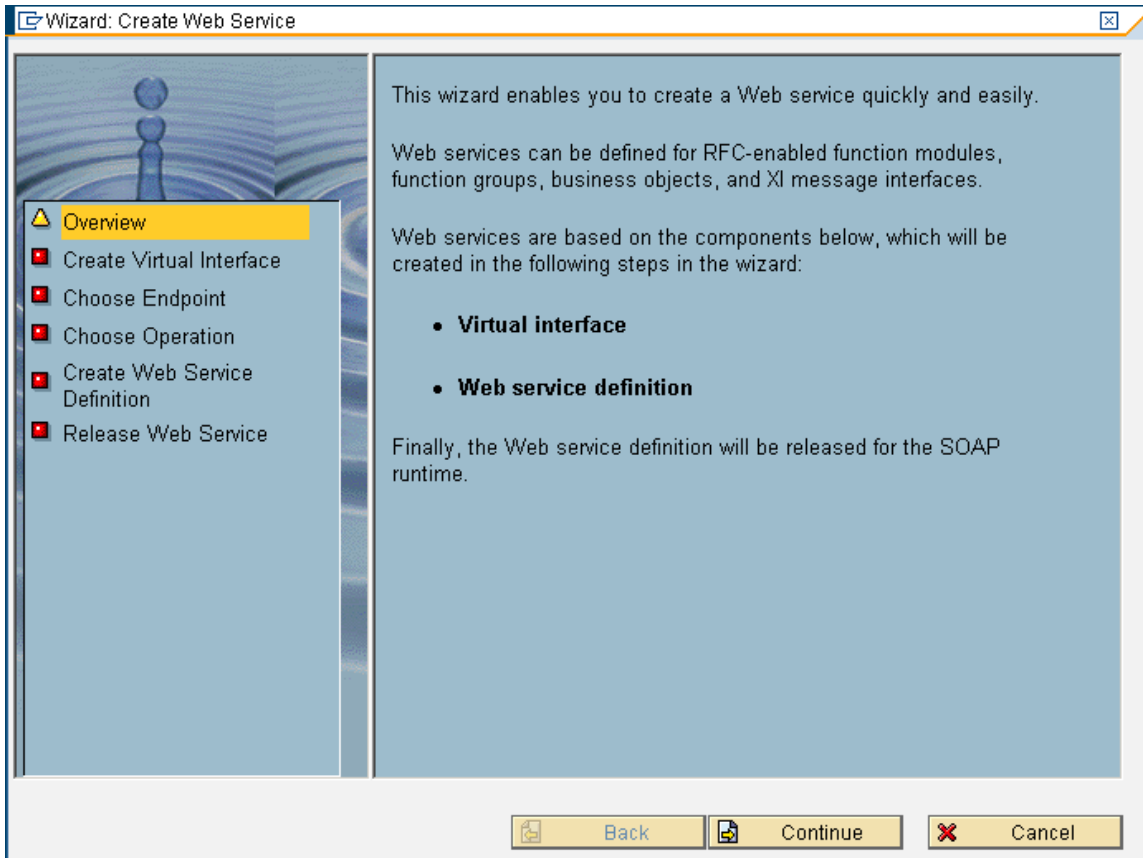 Wizard: Create Web Service
Overview
Create Virtual Interface
Choose Endpoint
Choose Operation
Create Web Service
Definition
Release Web Service
This wizard enables you to create a Web service quickly and easily.
Web services can be defined for RFC-enabled function modules,
function groups, business objects, and XI message interfaces.
Web services are based on the components below, which will be
created in the following steps in the wizard:
• Virtual interface
• Web service definition
Finally, the Web service definition will be released for the SOAP
runtime.
Back
Continue
Cancel